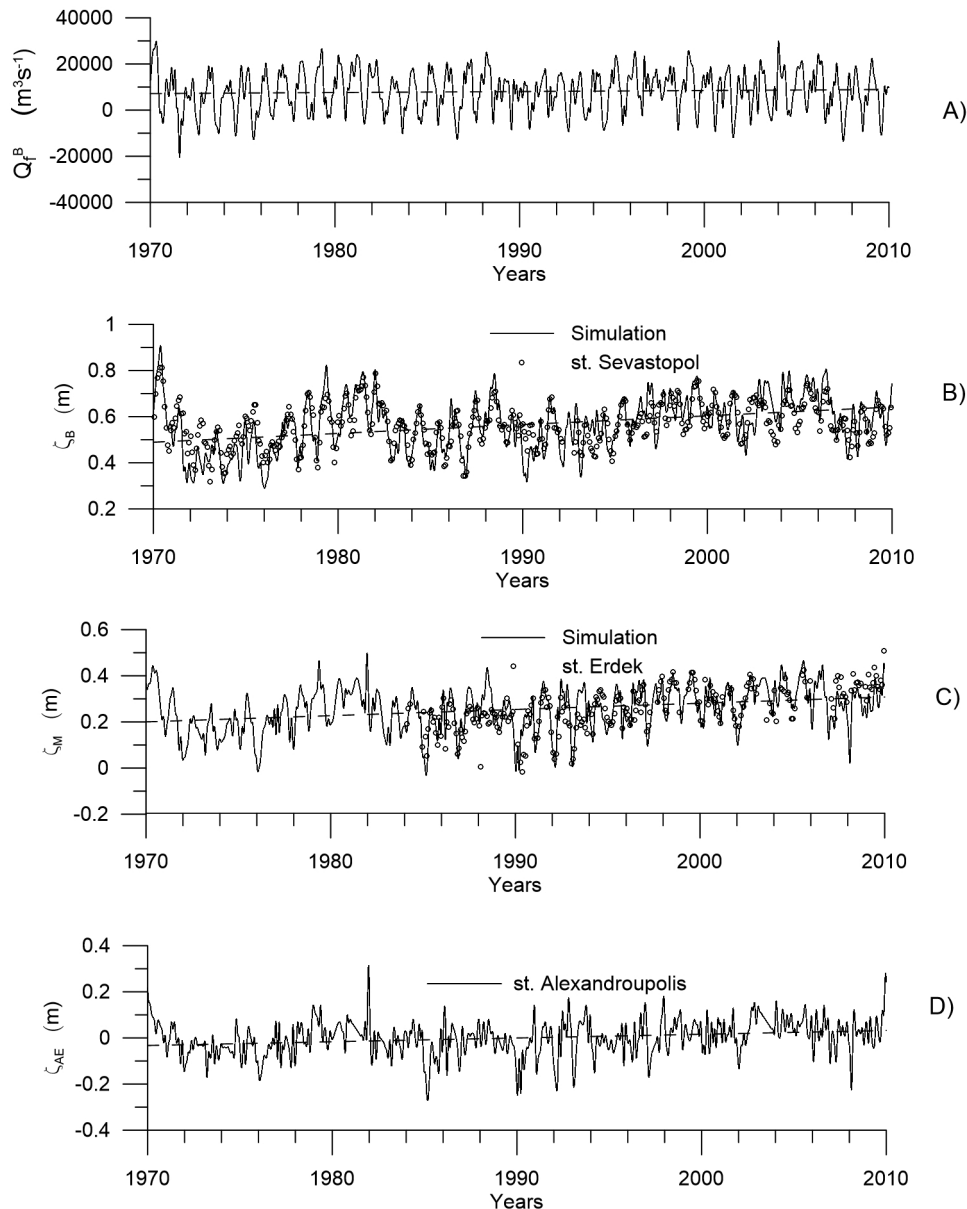 40000
20000
0
-20000
-40000
Q_f^B (m³s⁻¹)
A)
1970 1980 1990 2000 2010
Years
1
0.8
0.6
0.4
0.2
ζ_B (m)
Simulation
st. Sevastopol
B)
1970 1980 1990 2000 2010
Years
0.6
0.4
0.2
0
-0.2
ζ_M (m)
Simulation
st. Erdek
C)
1970 1980 1990 2000 2010
Years
0.4
0.2
0
-0.2
-0.4
ζ_AE (m)
st. Alexandroupolis
D)
1970 1980 1990 2000 2010
Years